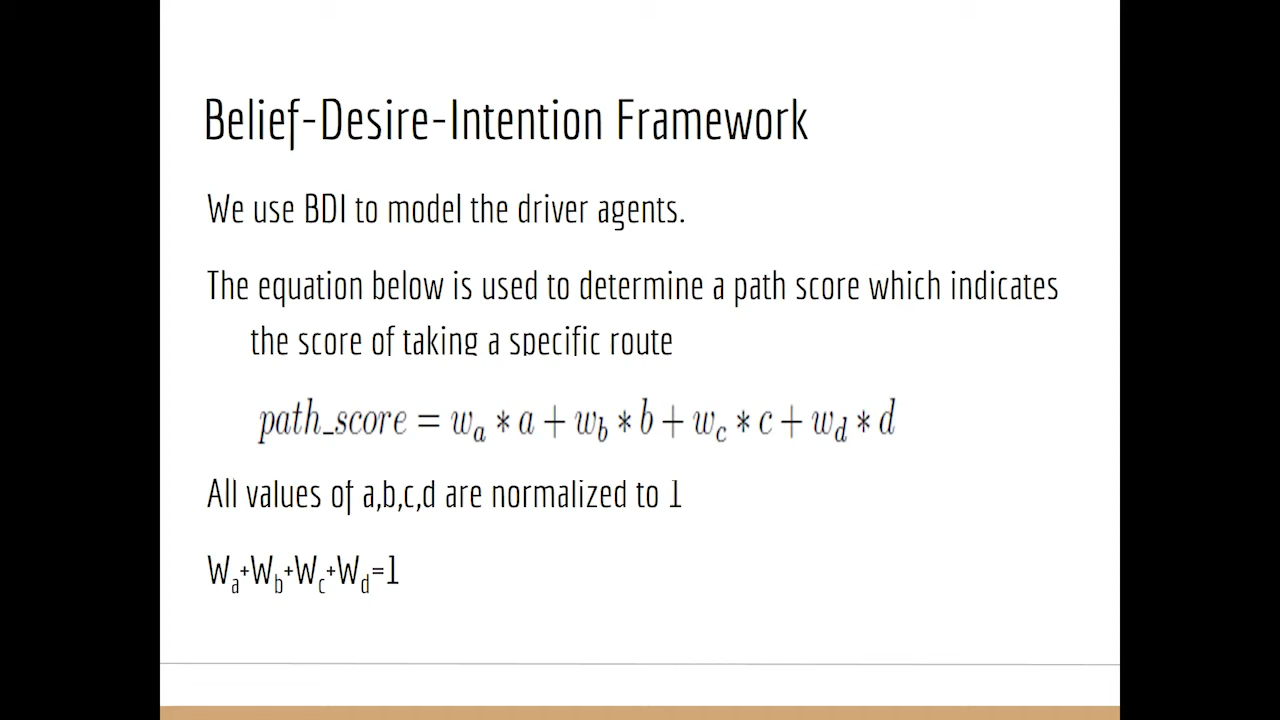 Belief-Desire-Intention Framework
We use BDI to model the driver agents.
The equation below is used to determine a path score which indicates
the score of taking a specific route
path_score = w_a * a + w_b * b + w_c * c + w_d * d
All values of a,b,c,d are normalized to 1
W_a+W_b+W_c+W_d=1